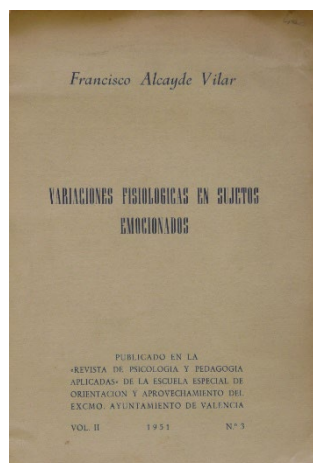 Francisco Alcayde Vilar
VARIACIONES FISIOLOGICAS EN SUJETOS
EMOCIONADOS
PUBLICADO EN LA
«REVISTA DE PSICOLOGIA Y PEDAGOGIA
APLICADAS» DE LA ESCUELA ESPECIAL DE
ORIENTACION Y APROVECHAMIENTO DEL
EXCMO. AYUNTAMIENTO DE VALENCIA
VOL. II 1951 N.º 3